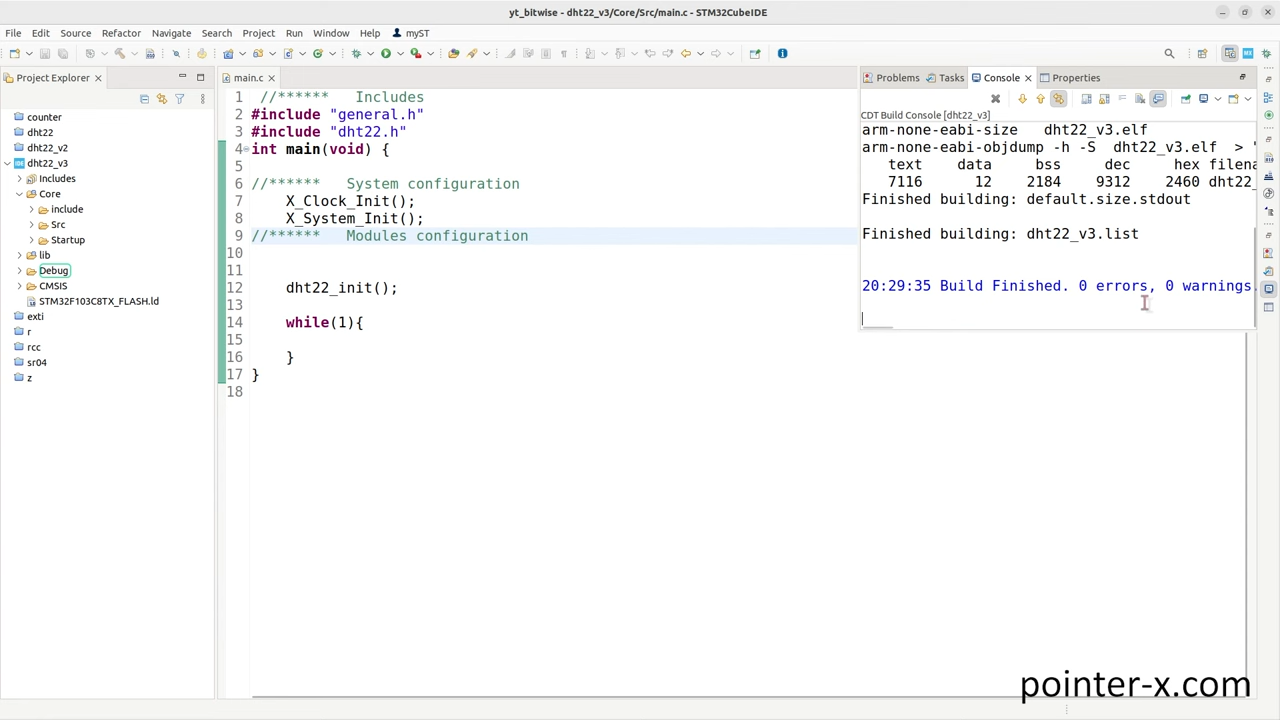 yt_bitwise - dht22_v3/Core/Src/main.c - STM32CubeIDE
File Edit Source Refactor Navigate Search Project Run Window Help myST
Project Explorer
dht22
counter
dht22_v2
IDE dht22_v3
Includes
Core
include
Src
Startup
lib
Debug
CMSIS
STM32F103C8TX_FLASH.ld
exti
r
rcc
sr04
z
main.c
1 //****** Includes
2 #include "general.h"
3 #include "dht22.h"
4 int main(void) {
5
6 //****** System configuration
7 X_Clock_Init();
8 X_System_Init();
9 //****** Modules configuration
10
11
12 dht22_init();
13
14 while(1){
15
16 }
17 }
18
Problems Tasks Console Properties
CDT Build Console [dht22_v3]
arm-none-eabi-size dht22_v3.elf
arm-none-eabi-objdump -h -S dht22_v3.elf > "
text data bss dec hex filena
7116 12 2184 9312 2460 dht22_
Finished building: default.size.stdout
Finished building: dht22_v3.list
20:29:35 Build Finished. 0 errors, 0 warnings.
MX
pointer-x.com